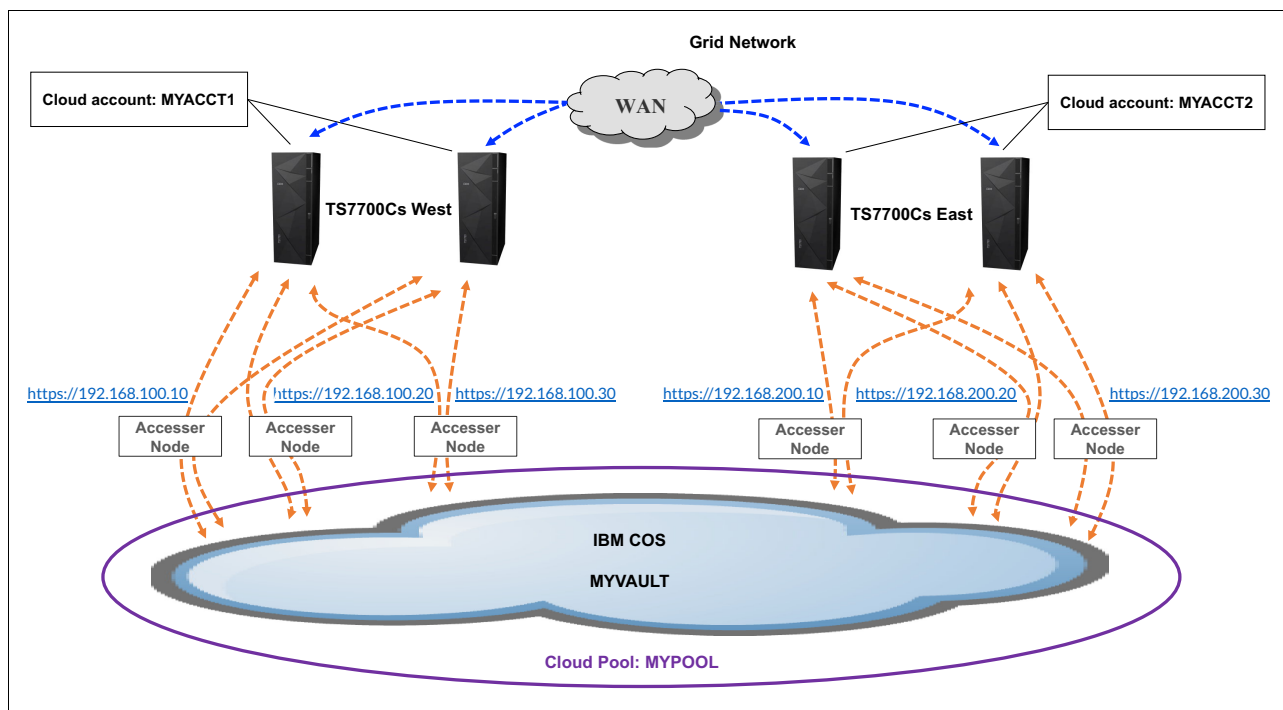 Grid Network
Cloud account: MYACCT1
WAN
Cloud account: MYACCT2
TS7700Cs West
TS7700Cs East
https://192.168.100.10
https://192.168.100.20
https://192.168.100.30
https://192.168.200.10
https://192.168.200.20
https://192.168.200.30
Accesser
Node
Accesser
Node
Accesser
Node
Accesser
Node
Accesser
Node
Accesser
Node
IBM COS
MYVAULT
Cloud Pool: MYPOOL